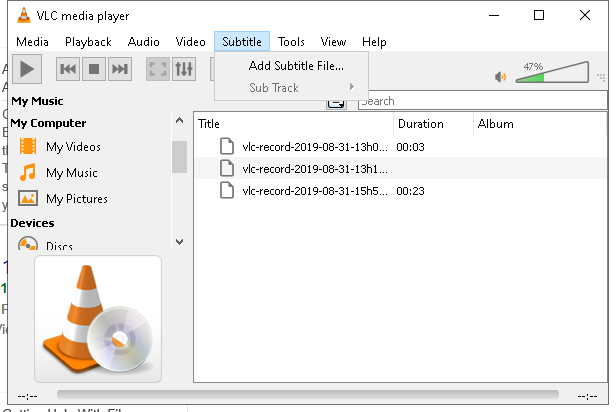 VLC media player
Media Playback Audio Video Subtitle Tools View Help
Add Subtitle File...
Sub Track
47%
My Music
Search
My Computer
Title Duration Album
My Videos
vlc-record-2019-08-31-13h0... 00:03
My Music
vlc-record-2019-08-31-13h1...
My Pictures
vlc-record-2019-08-31-15h5... 00:23
Devices
Discs
--:-- --:--